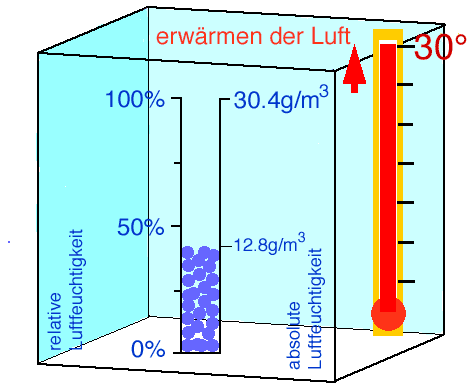 erwärmen der Luft
30°
100%
30.4g/m³
50%
12.8g/m³
0%
relative
Luftfeuchtigkeit
absolute
Luftfeuchtigkeit